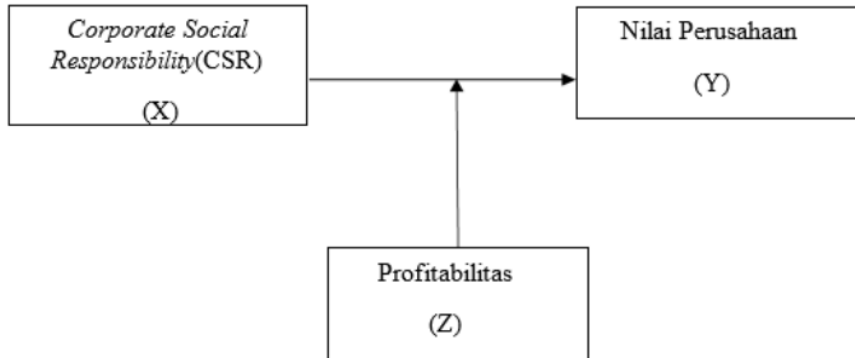 Corporate Social
Responsibility(CSR)
(X)
Nilai Perusahaan
(Y)
Profitabilitas
(Z)